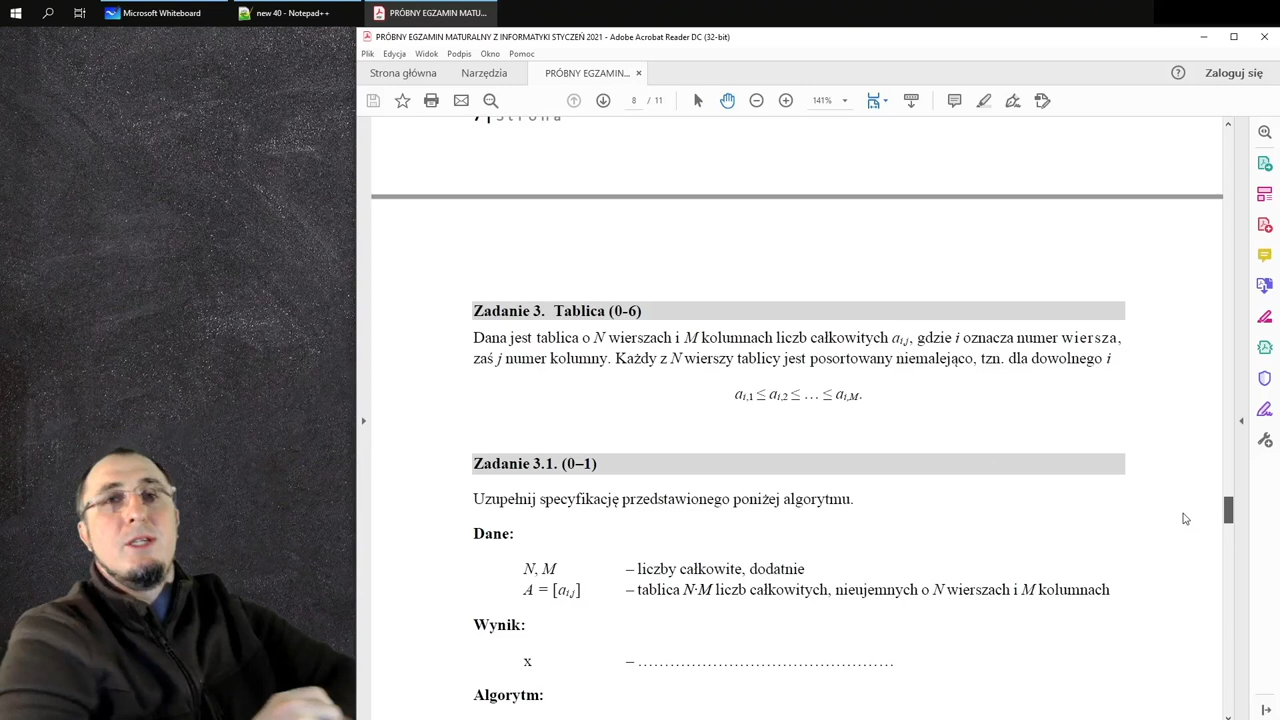 Microsoft Whiteboard
new 40 - Notepad++
PRÓBNY EGZAMIN MATU...
PRÓBNY EGZAMIN MATURALNY Z INFORMATYKI STYCZEŃ 2021 - Adobe Acrobat Reader DC (32-bit)
Plik Edycja Widok Podpis Okno Pomoc
Strona główna Narzędzia PRÓBNY EGZAMIN... × Zaloguj się
8 / 11 141%
Zadanie 3. Tablica (0-6)
Dana jest tablica o N wierszach i M kolumnach liczb całkowitych aᵢ,ⱼ, gdzie i oznacza numer wiersza,
zaś j numer kolumny. Każdy z N wierszy tablicy jest posortowany niemalejąco, tzn. dla dowolnego i
aᵢ,₁ ≤ aᵢ,₂ ≤ … ≤ aᵢ,M.
Zadanie 3.1. (0–1)
Uzupełnij specyfikację przedstawionego poniżej algorytmu.
Dane:
N, M – liczby całkowite, dodatnie
A = [aᵢ,ⱼ] – tablica N·M liczb całkowitych, nieujemnych o N wierszach i M kolumnach
Wynik:
x – ................................................
Algorytm: